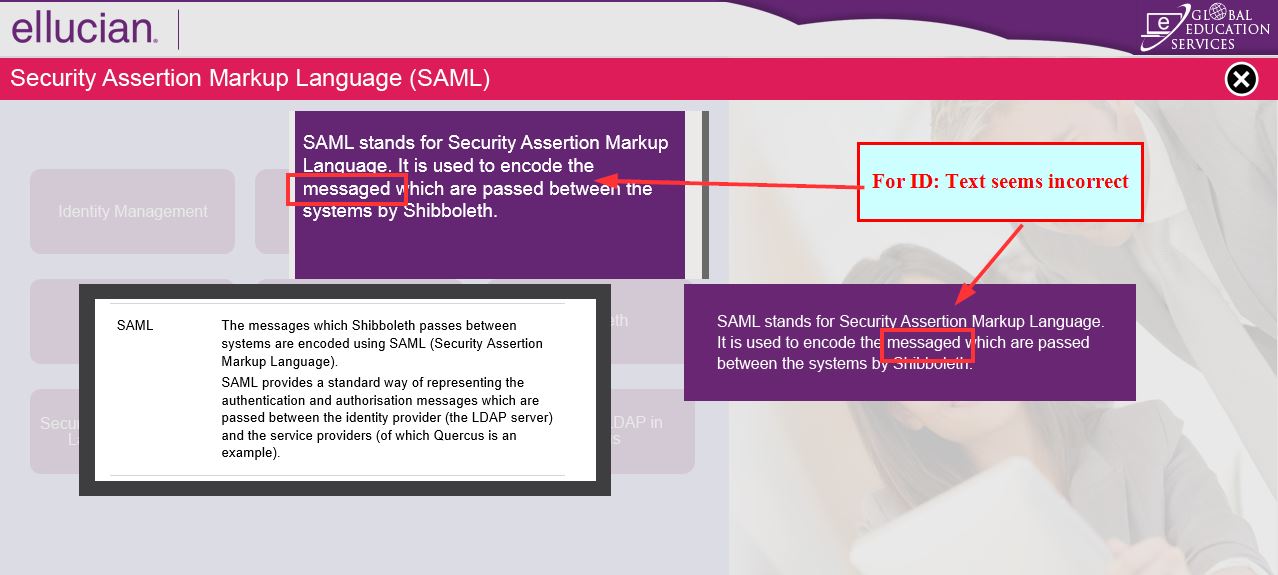 ellucian.
GLOBAL
EDUCATION
SERVICES
Security Assertion Markup Language (SAML)
SAML stands for Security Assertion Markup
Language. It is used to encode the
messaged which are passed between the
systems by Shibboleth.
For ID: Text seems incorrect
Identity Management
SAML
The messages which Shibboleth passes between
systems are encoded using SAML (Security Assertion
Markup Language).
SAML provides a standard way of representing the
authentication and authorisation messages which are
passed between the identity provider (the LDAP server)
and the service providers (of which Quercus is an
example).
SAML stands for Security Assertion Markup Language.
It is used to encode the messaged which are passed
between the systems by Shibboleth.
LDAP in